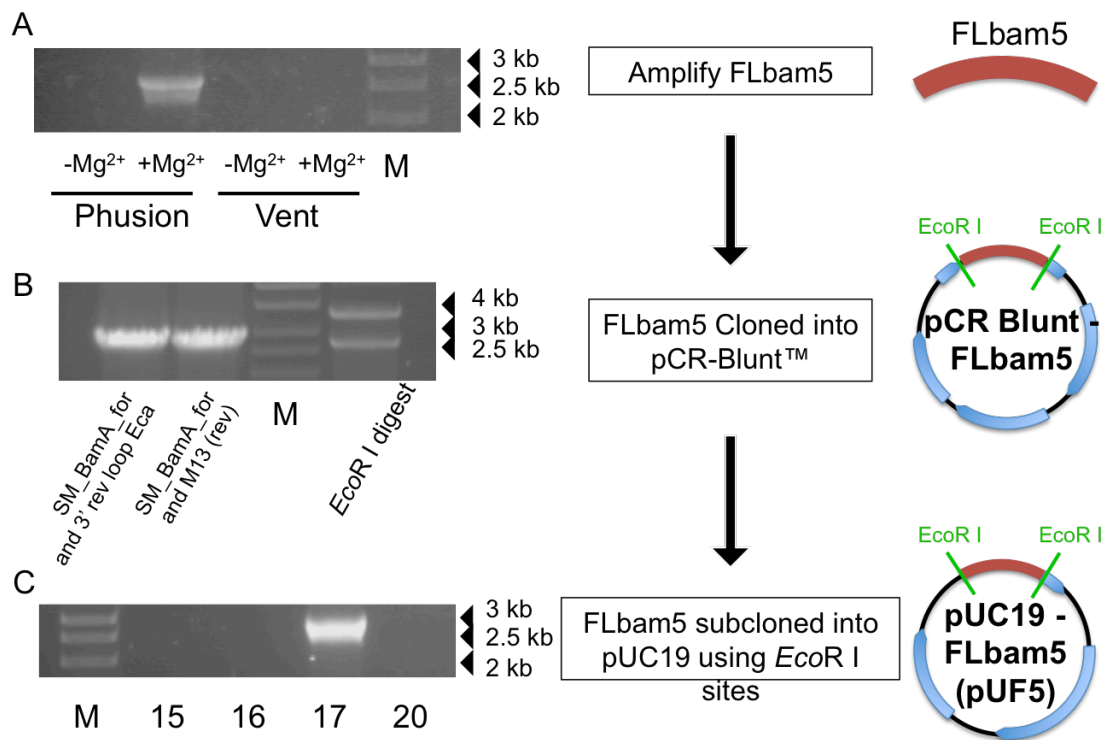 A
3 kb
2.5 kb
2 kb
-Mg²⁺ +Mg²⁺ -Mg²⁺ +Mg²⁺ M
Phusion Vent
Amplify FLbam5
FLbam5
B
4 kb
3 kb
2.5 kb
SM_BamA_for
and 3' rev loop Eca
SM_BamA_for
and M13 (rev)
M
EcoR I digest
FLbam5 Cloned into
pCR-Blunt™
EcoR I EcoR I
pCR Blunt -
FLbam5
C
3 kb
2.5 kb
2 kb
M 15 16 17 20
FLbam5 subcloned into
pUC19 using EcoR I
sites
EcoR I EcoR I
pUC19 -
FLbam5
(pUF5)